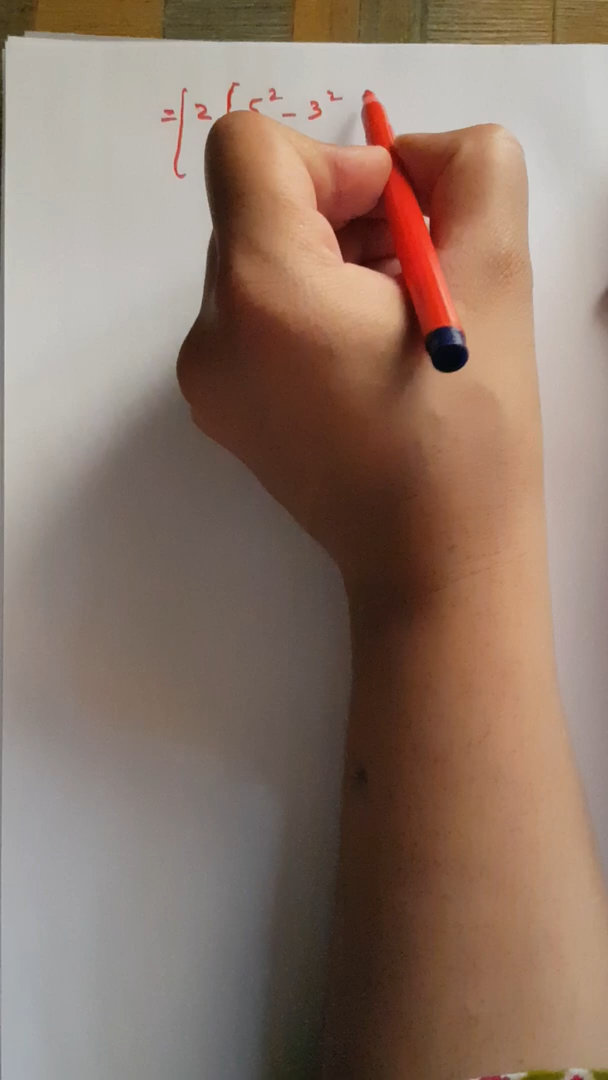 = [ 2 [ 5² - 3²